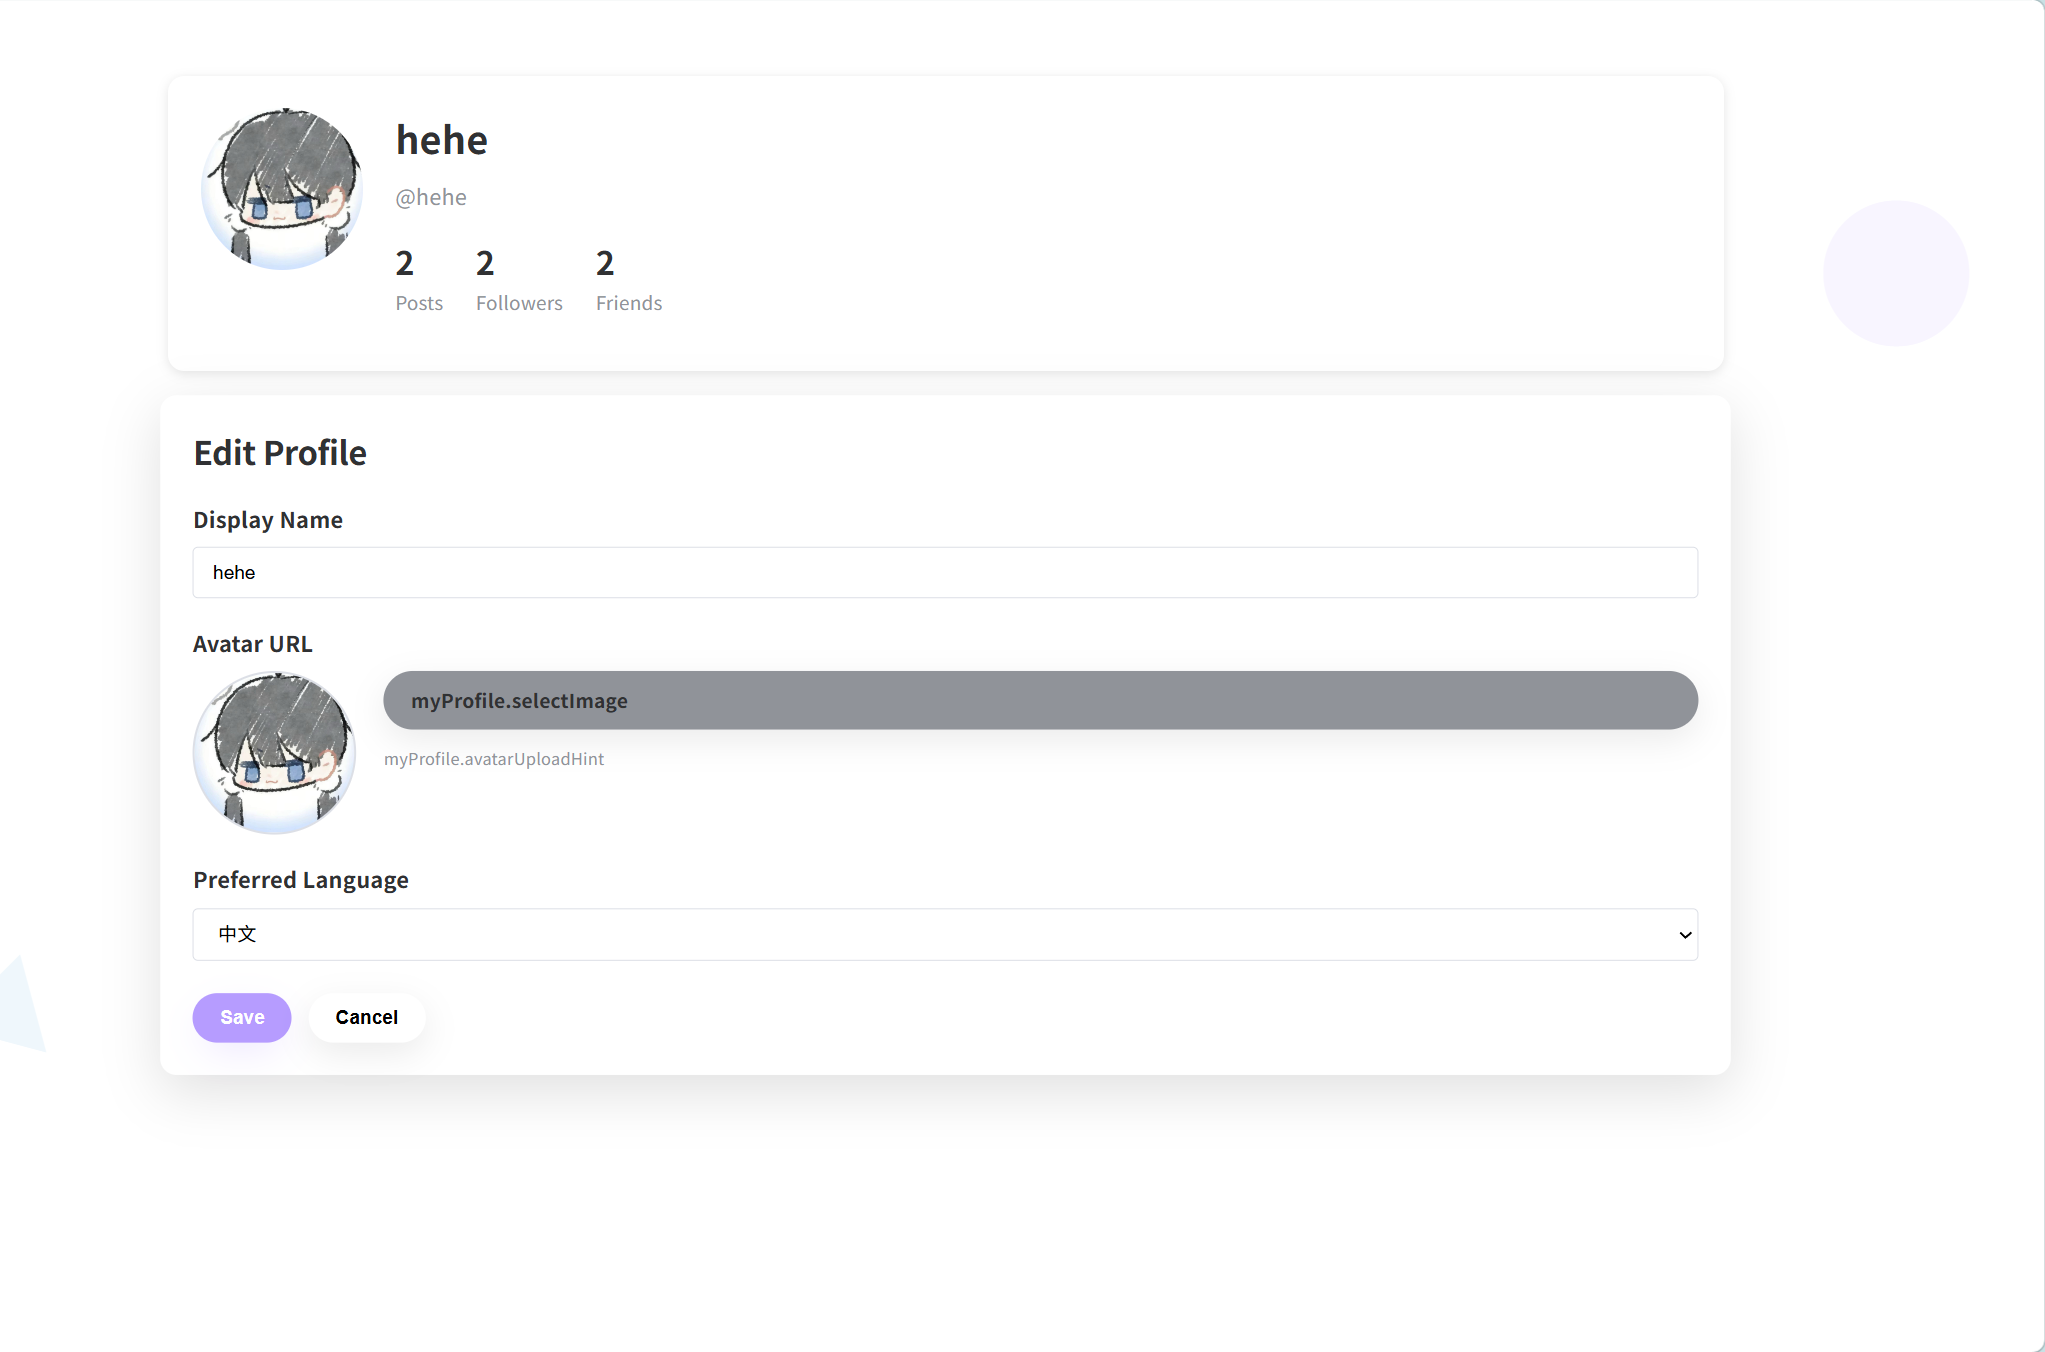 hehe
@hehe
2 2 2
Posts Followers Friends
Edit Profile
Display Name
hehe
Avatar URL
myProfile.selectImage
myProfile.avatarUploadHint
Preferred Language
中文
Save Cancel